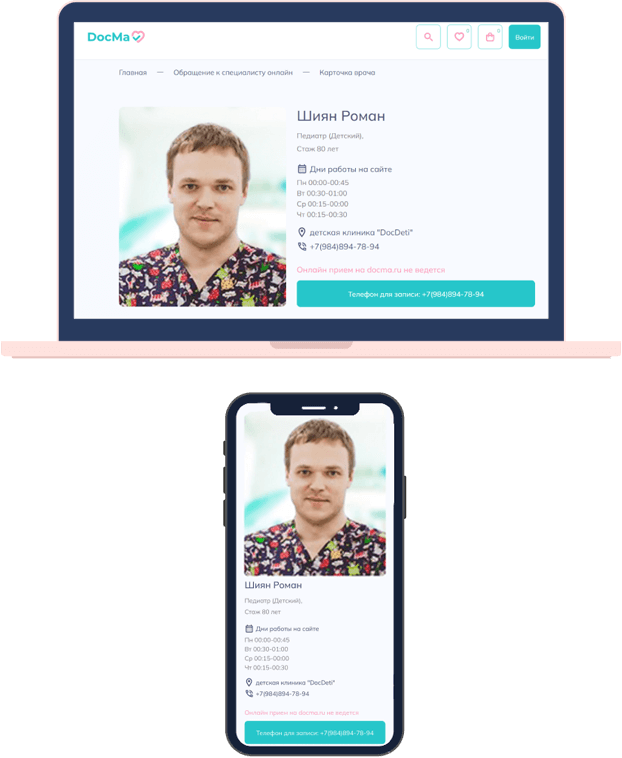 DocMa
0
0
Войти
Главная — Обращение к специалисту онлайн — Карточка врача
Шиян Роман
Педиатр (Детский),
Стаж 80 лет
Дни работы на сайте
Пн 00:00-00:45
Вт 00:30-01:00
Ср 00:15-00:00
Чт 00:15-00:30
детская клиника "DocDeti"
+7(984)894-78-94
Онлайн прием на docma.ru не ведется
Телефон для записи: +7(984)894-78-94
Шиян Роман
Педиатр (Детский),
Стаж 80 лет
Дни работы на сайте
Пн 00:00-00:45
Вт 00:30-01:00
Ср 00:15-00:00
Чт 00:15-00:30
детская клиника "DocDeti"
+7(984)894-78-94
Онлайн прием на docma.ru не ведется
Телефон для записи: +7(984)894-78-94